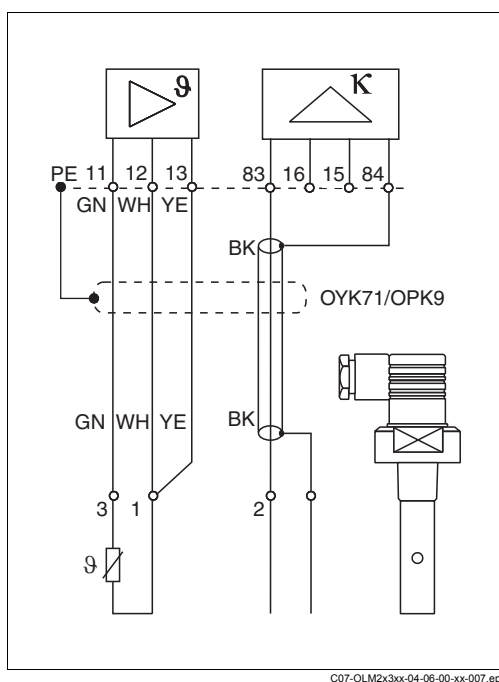 ϑ κ
PE 11 12 13 83 16 15 84
GN WH YE
BK
OYK71/OPK9
GN WH YE BK
3 1 2
ϑ
C07-OLM2x3xx-04-06-00-xx-007.ep